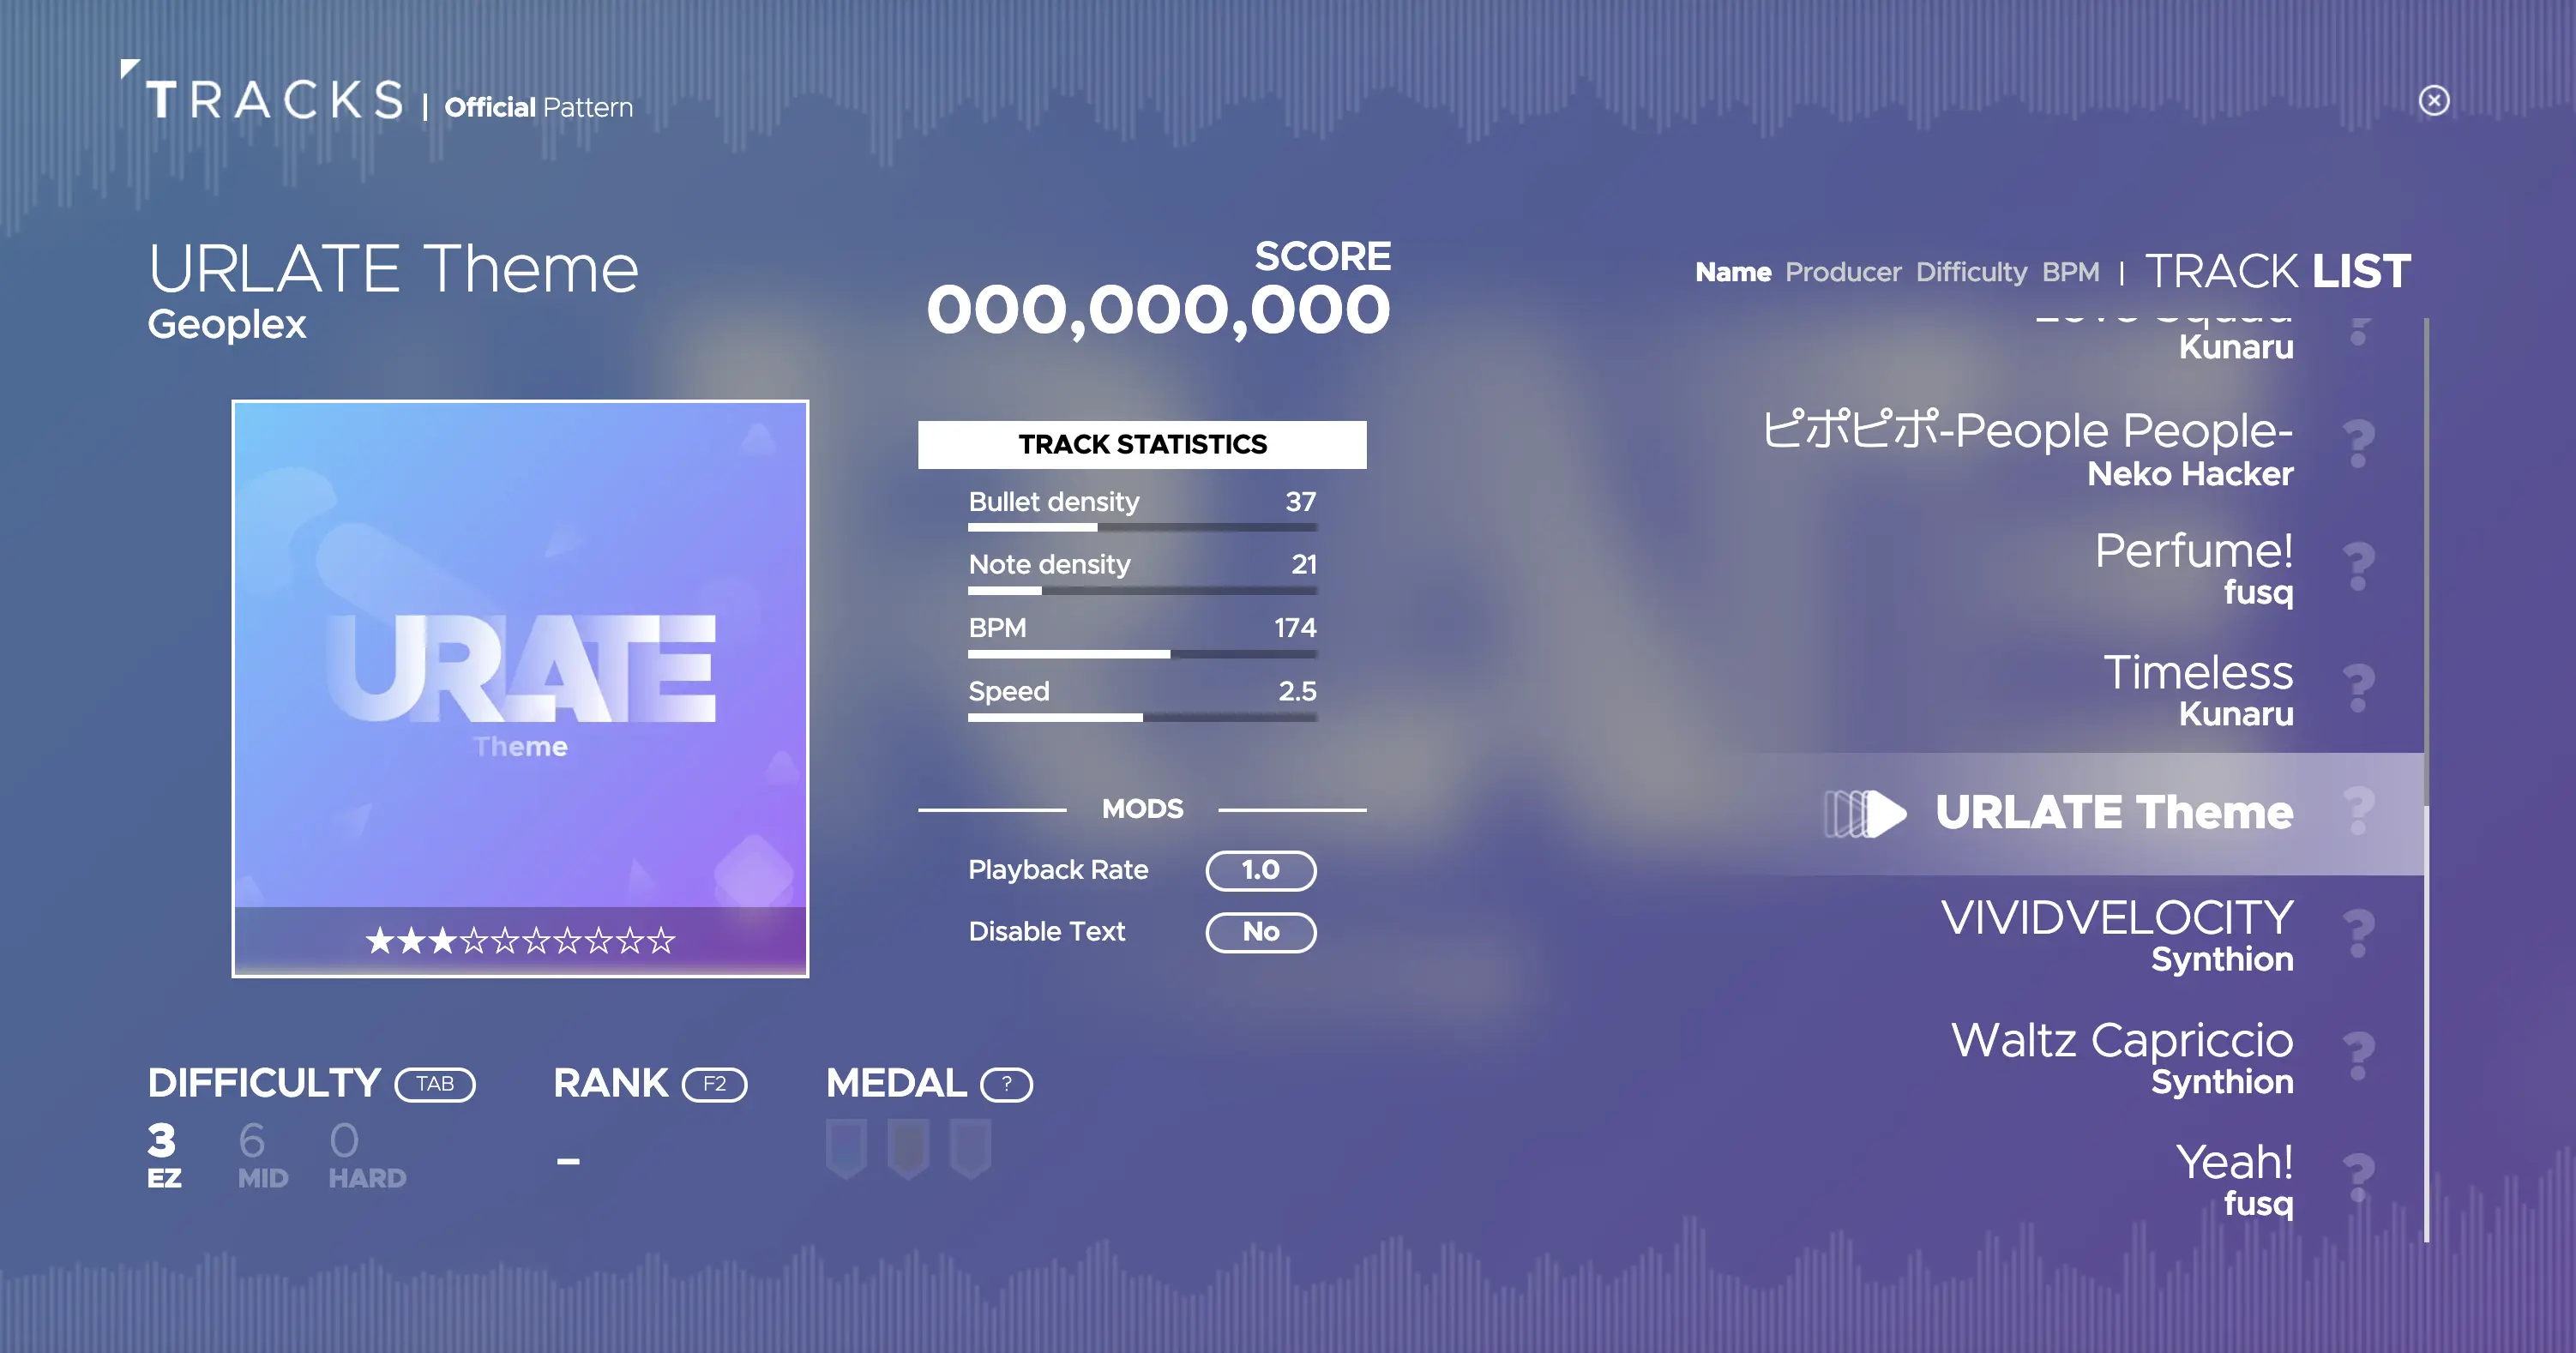 TRACKS | Official Pattern
URLATE Theme
Geoplex
URLATE
Theme
★★★☆☆☆☆☆☆☆
SCORE
000,000,000
TRACK STATISTICS
Bullet density 37
Note density 21
BPM 174
Speed 2.5
MODS
Playback Rate 1.0
Disable Text No
DIFFICULTY TAB
3 6 0
EZ MID HARD
RANK F2
–
MEDAL ?
Name Producer Difficulty BPM | TRACK LIST
Kunaru ?
ピポピポ-People People- ?
Neko Hacker
Perfume! ?
fusq
Timeless ?
Kunaru
URLATE Theme ?
VIVIDVELOCITY ?
Synthion
Waltz Capriccio ?
Synthion
Yeah! ?
fusq